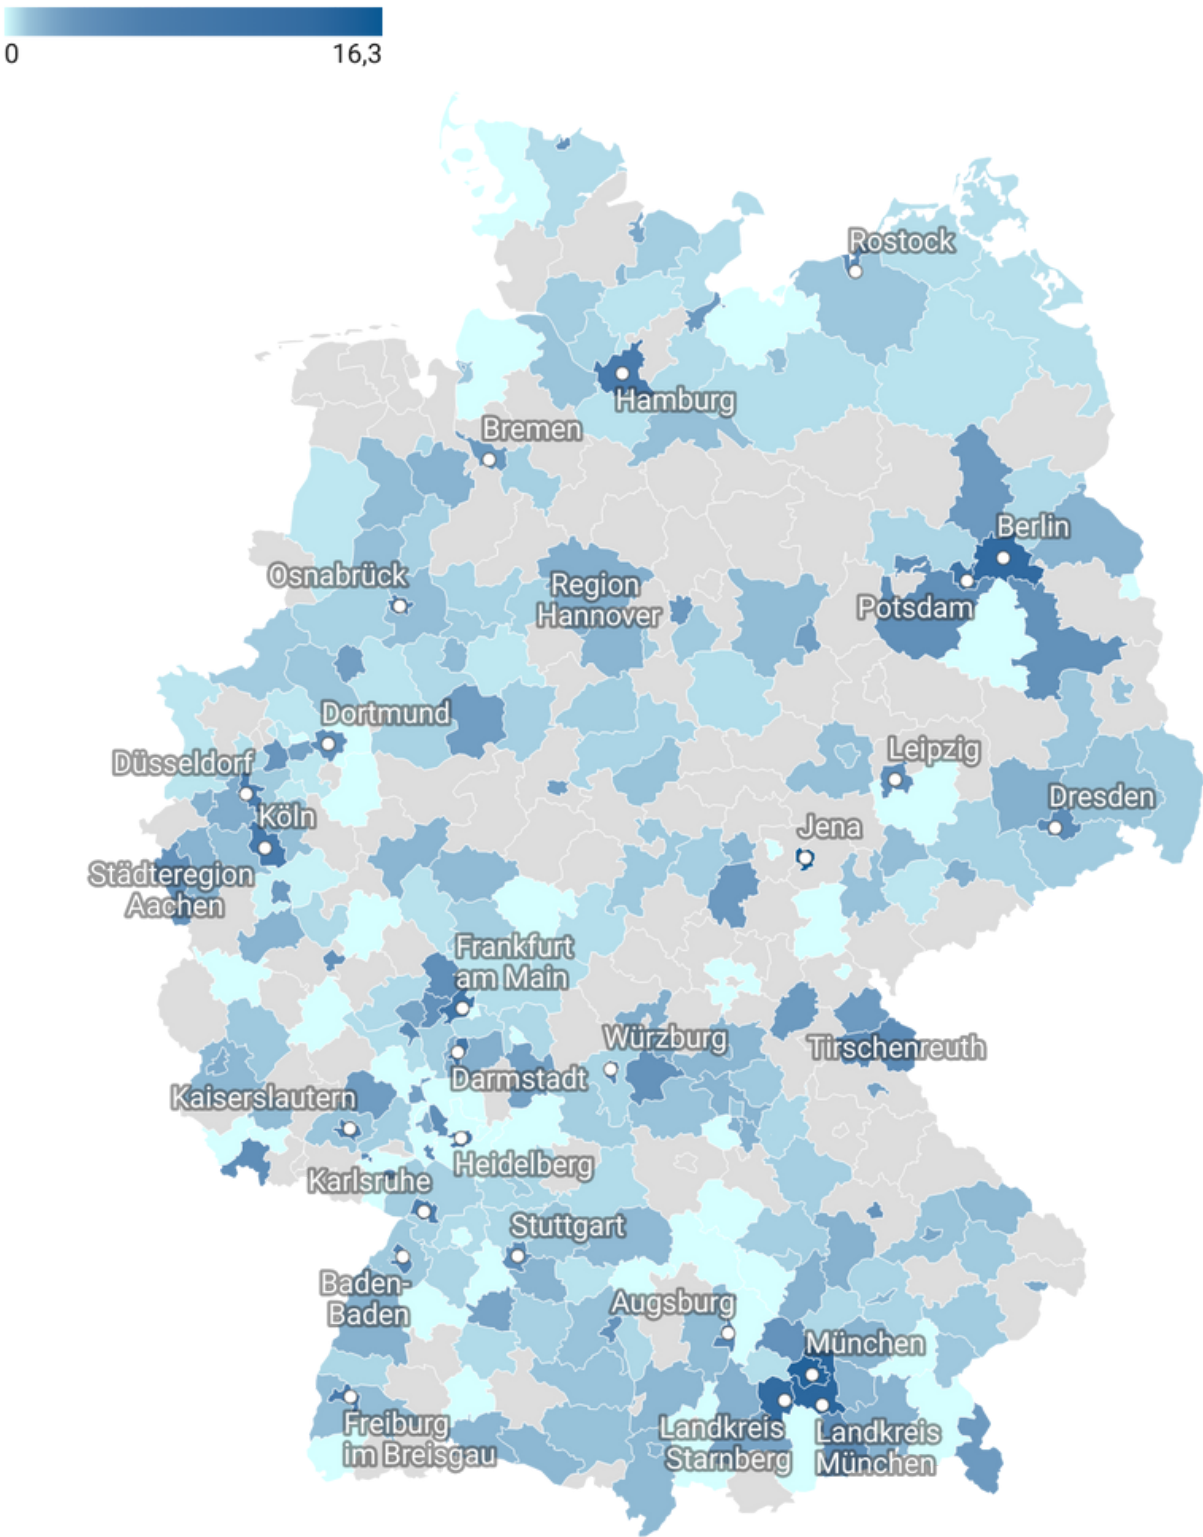 0
16,3
Rostock
Hamburg
Bremen
Berlin
Osnabrück
Region
Hannover
Potsdam
Dortmund
Düsseldorf
Leipzig
Köln
Dresden
Jena
Städteregion
Aachen
Frankfurt
am Main
Würzburg
Tirschenreuth
Darmstadt
Kaiserslautern
Heidelberg
Karlsruhe
Stuttgart
Baden-
Baden
Augsburg
München
Freiburg
im Breisgau
Landkreis
Starnberg
Landkreis
München